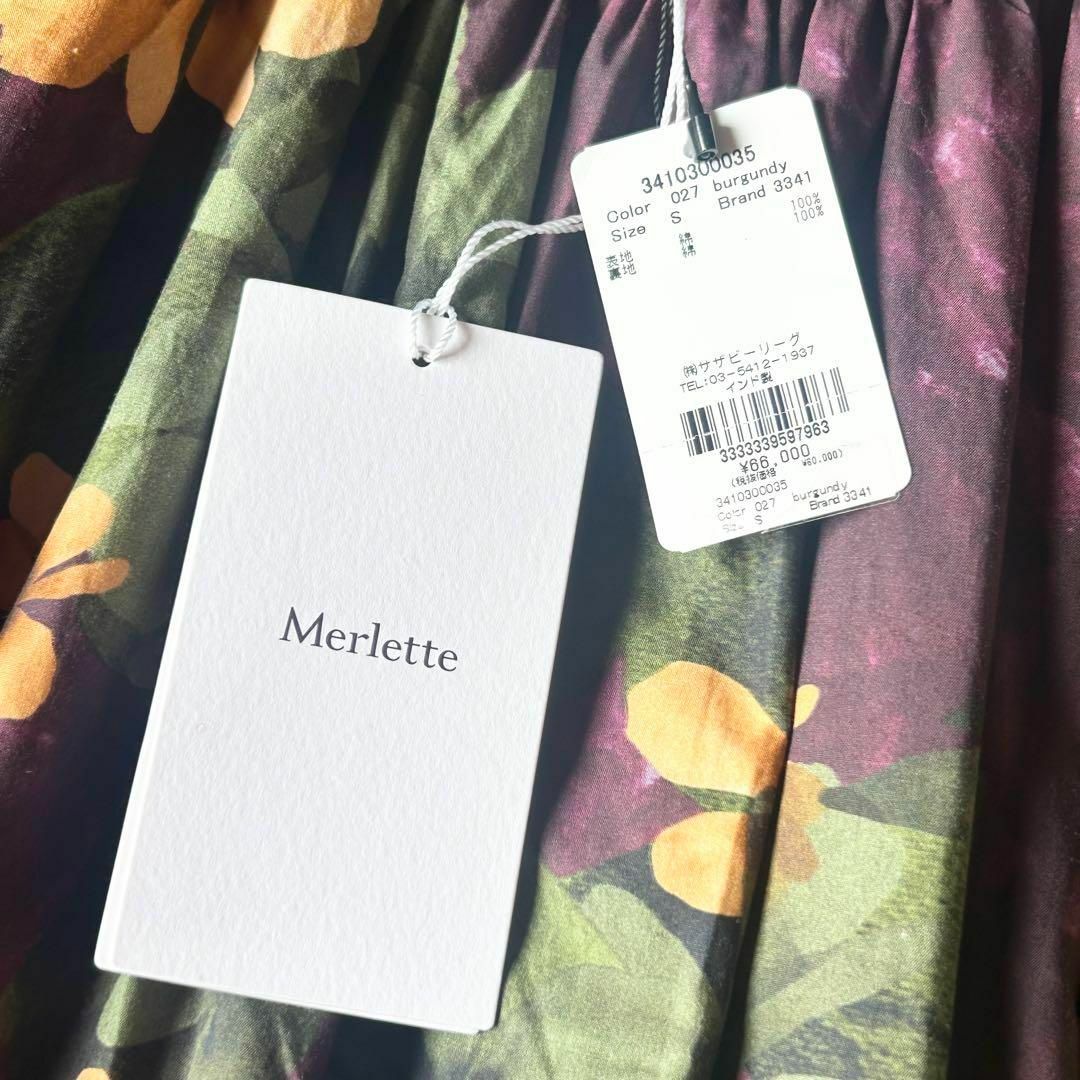 3410300035
Color 027 burgundy
Size S Brand 3341
表地 綿 100%
裏地 綿 100%
㈱サザビーリーグ
TEL:03-5412-1937
インド製
3333339597963
¥66,000
(税抜価格 ¥60,000)
3410300035
Color 027 burgundy
Size S Brand 3341
Merlette